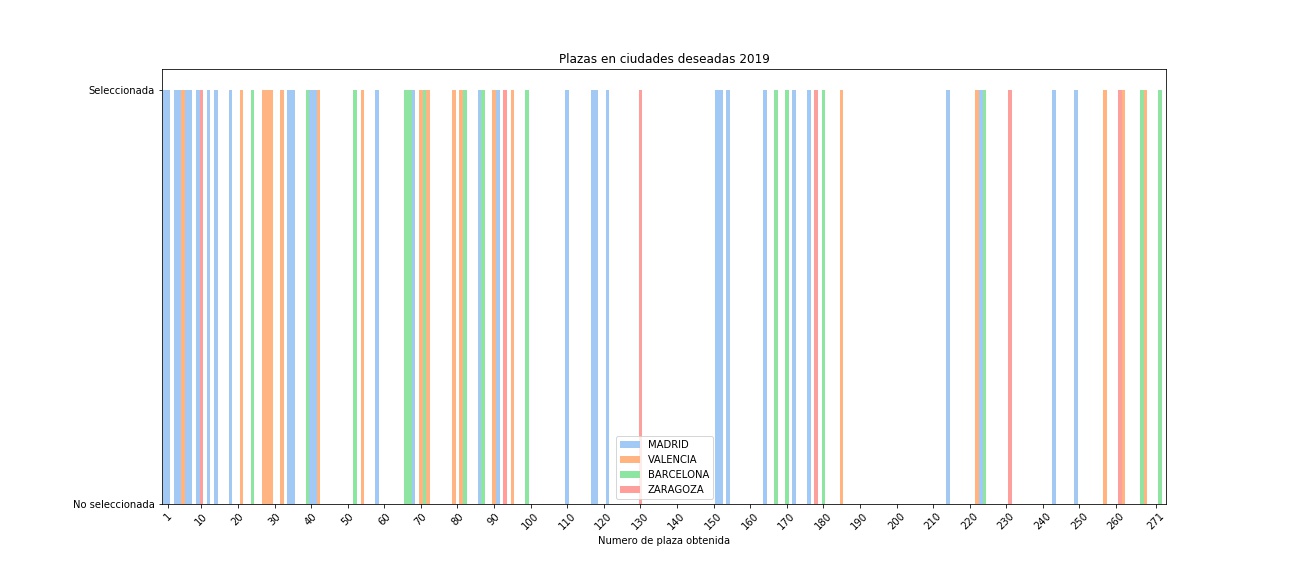 Plazas en ciudades deseadas 2019
Seleccionada
No seleccionada
MADRID
VALENCIA
BARCELONA
ZARAGOZA
1 10 20 30 40 50 60 70 80 90 100 110 120 130 140 150 160 170 180 190 200 210 220 230 240 250 260 271
Numero de plaza obtenida